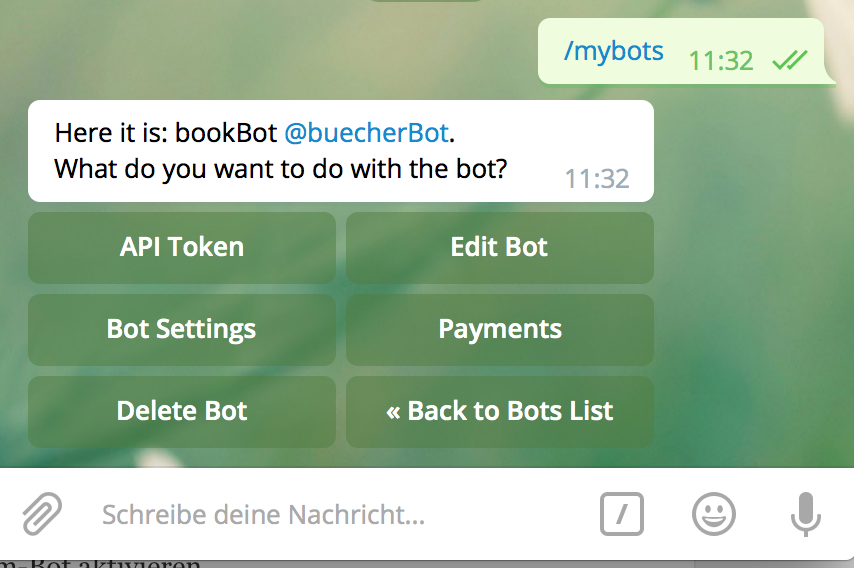 /mybots 11:32
Here it is: bookBot @buecherBot.
What do you want to do with the bot? 11:32
API Token
Edit Bot
Bot Settings
Payments
Delete Bot
« Back to Bots List
Schreibe deine Nachricht...
m-Bot aktivieren